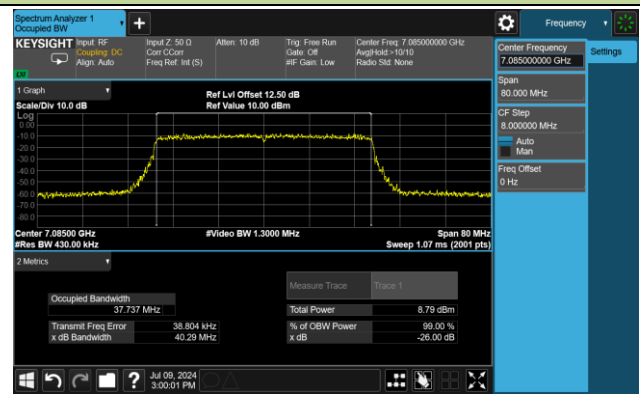 Spectrum Analyzer 1
Occupied BW
Frequency
KEYSIGHT
Input: RF
Coupling: DC
Align: Auto
Input Z: 50 Ω
Corr CCorr
Freq Ref: Int (S)
Atten: 10 dB
Trig: Free Run
Gate: Off
#IF Gain: Low
Center Freq: 7.085000000 GHz
Avg|Hold:>10/10
Radio Std: None
LXI
Center Frequency
7.085000000 GHz
Settings
Span
80.000 MHz
CF Step
8.000000 MHz
Auto
Man
Freq Offset
0 Hz
1 Graph
Scale/Div 10.0 dB
Ref Lvl Offset 12.50 dB
Ref Value 10.00 dBm
Log
0.00
-10.0
-20.0
-30.0
-40.0
-50.0
-60.0
-70.0
-80.0
Center 7.08500 GHz
#Res BW 430.00 kHz
#Video BW 1.3000 MHz
Span 80 MHz
Sweep 1.07 ms (2001 pts)
2 Metrics
Measure Trace
Trace 1
Occupied Bandwidth
37.737 MHz
Total Power
8.79 dBm
Transmit Freq Error
38.804 kHz
% of OBW Power
99.00 %
x dB Bandwidth
40.29 MHz
x dB
-26.00 dB
?
Jul 09, 2024
3:00:01 PM